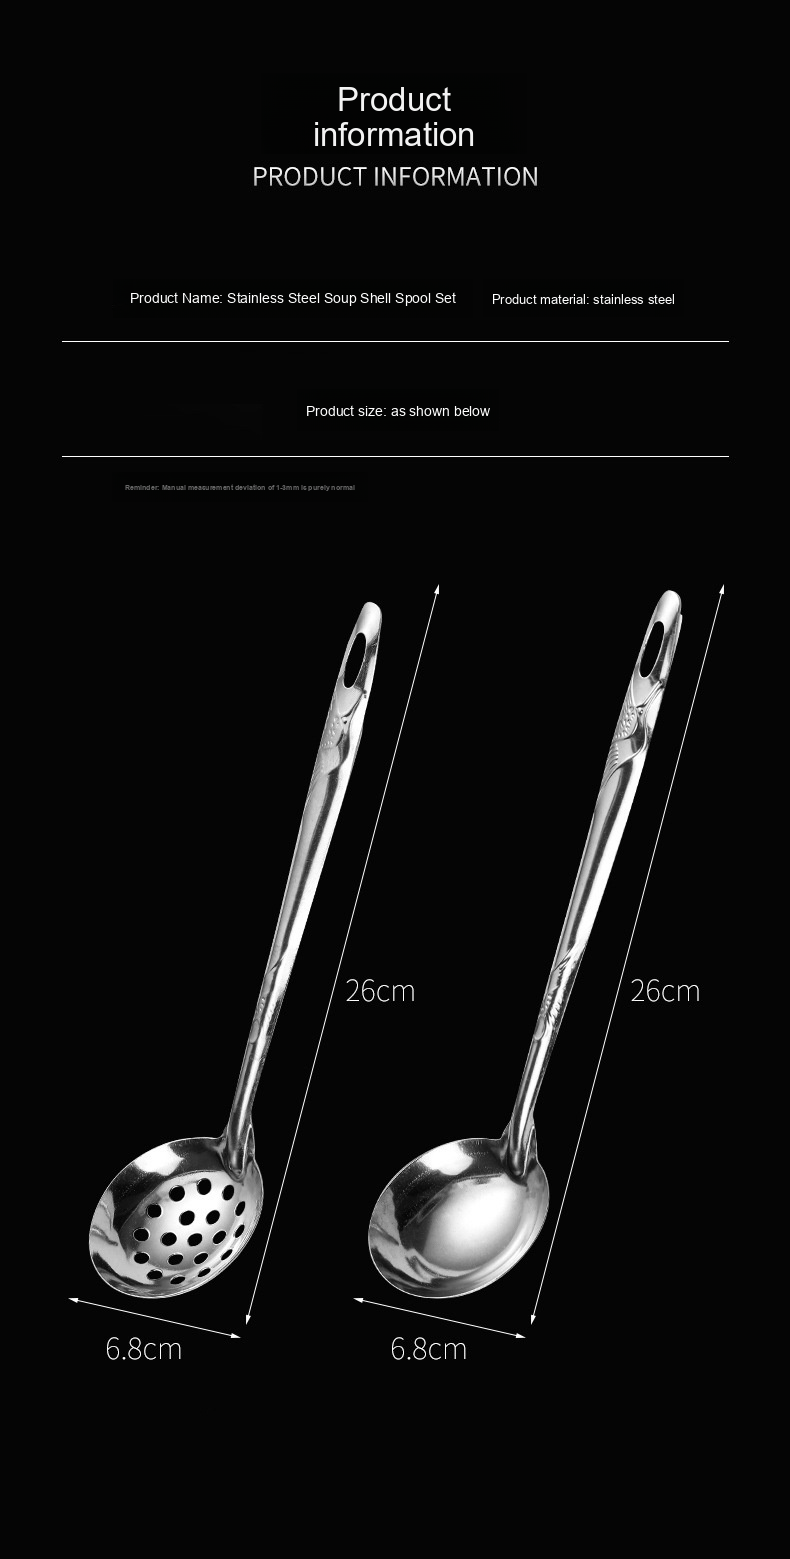 Product
information
PRODUCT INFORMATION
Product Name: Stainless Steel Soup Shell Spool Set
Product material: stainless steel
Product size: as shown below
Reminder: Manual measurement deviation of 1-3mm is purely normal
26cm
26cm
6.8cm
6.8cm